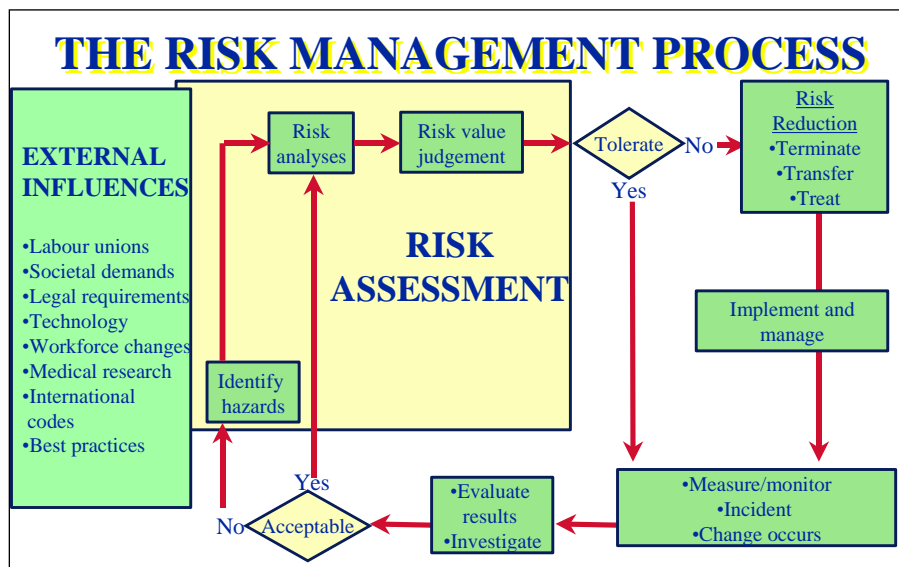 THE RISK MANAGEMENT PROCESS
EXTERNAL
INFLUENCES
•Labour unions
•Societal demands
•Legal requirements
•Technology
•Workforce changes
•Medical research
•International
codes
•Best practices
Risk
analyses
Risk value
judgement
RISK
ASSESSMENT
Identify
hazards
Tolerate
No
Yes
Risk
Reduction
•Terminate
•Transfer
•Treat
Implement and
manage
•Measure/monitor
•Incident
•Change occurs
•Evaluate
results
•Investigate
Acceptable
Yes
No